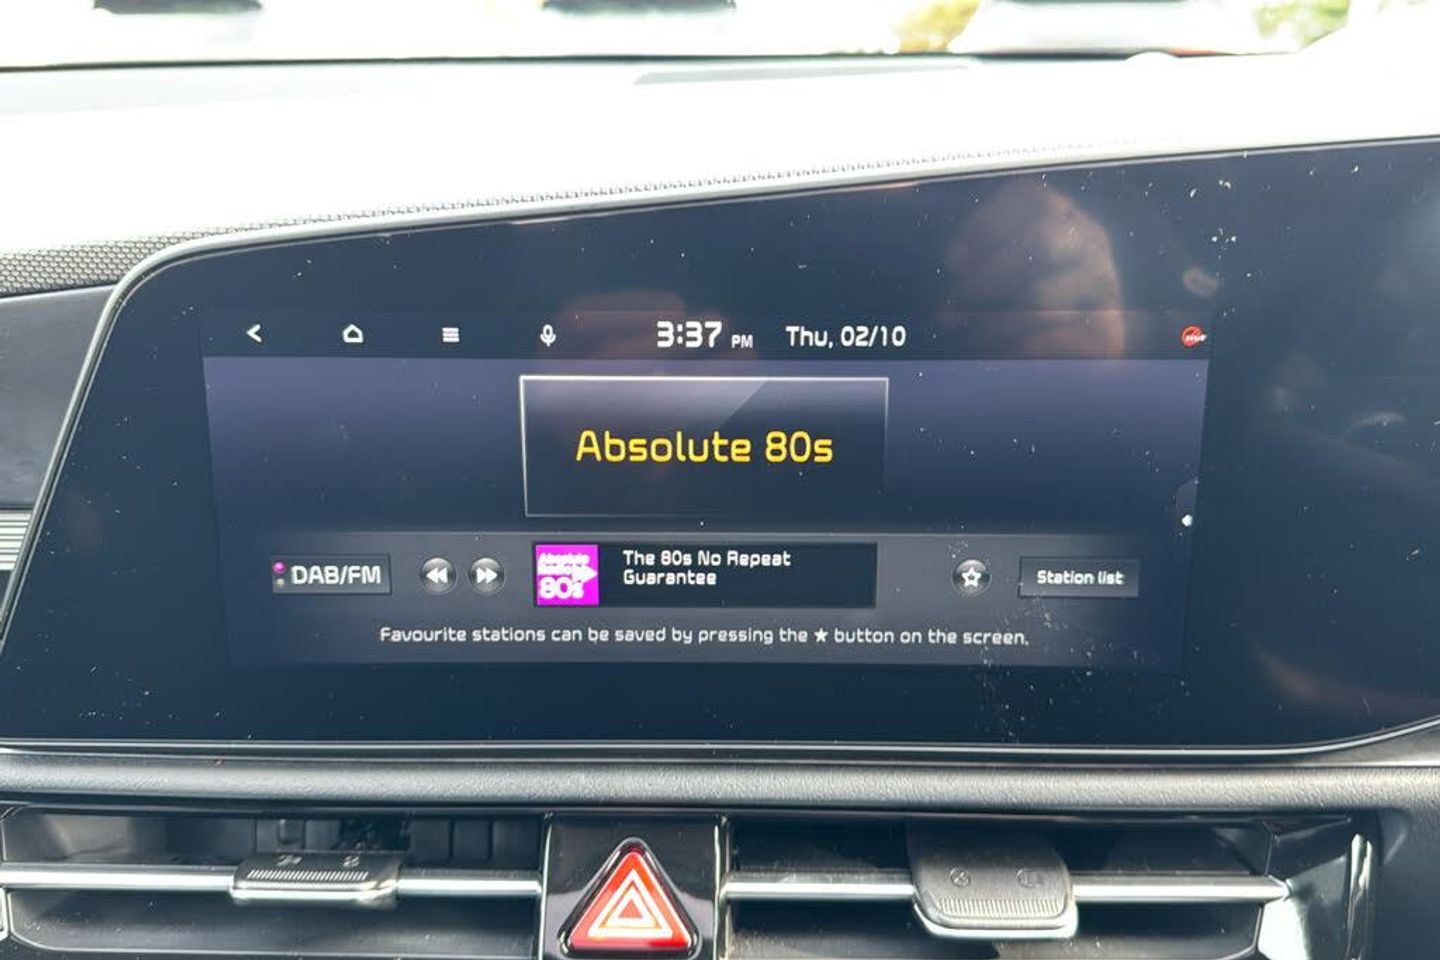 3:37 PM Thu, 02/10
Absolute 80s
DAB/FM
Absolute
80s
The 80s No Repeat
Guarantee
Station list
Favourite stations can be saved by pressing the ★ button on the screen.